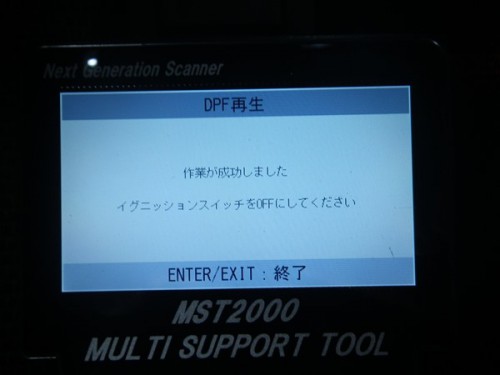 Next Generation Scanner
DPF再生
作業が成功しました
イグニッションスイッチをOFFにしてください
ENTER/EXIT : 終了
MST2000
MULTI SUPPORT TOOL